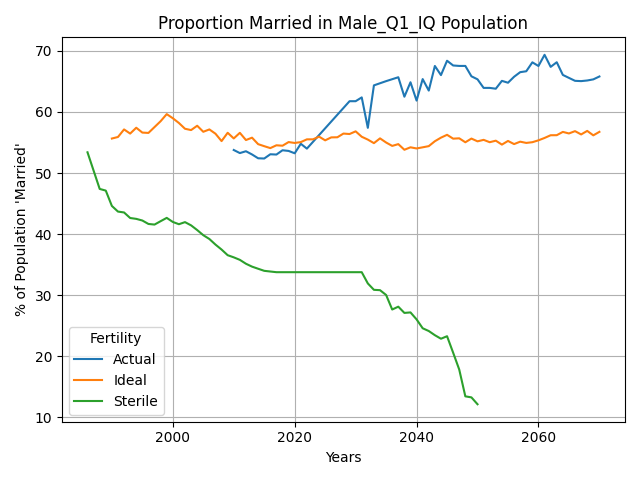 Proportion Married in Male_Q1_IQ Population
% of Population 'Married'
70
60
50
40
30
20
10
Fertility
Actual
Ideal
Sterile
2000 2020 2040 2060
Years